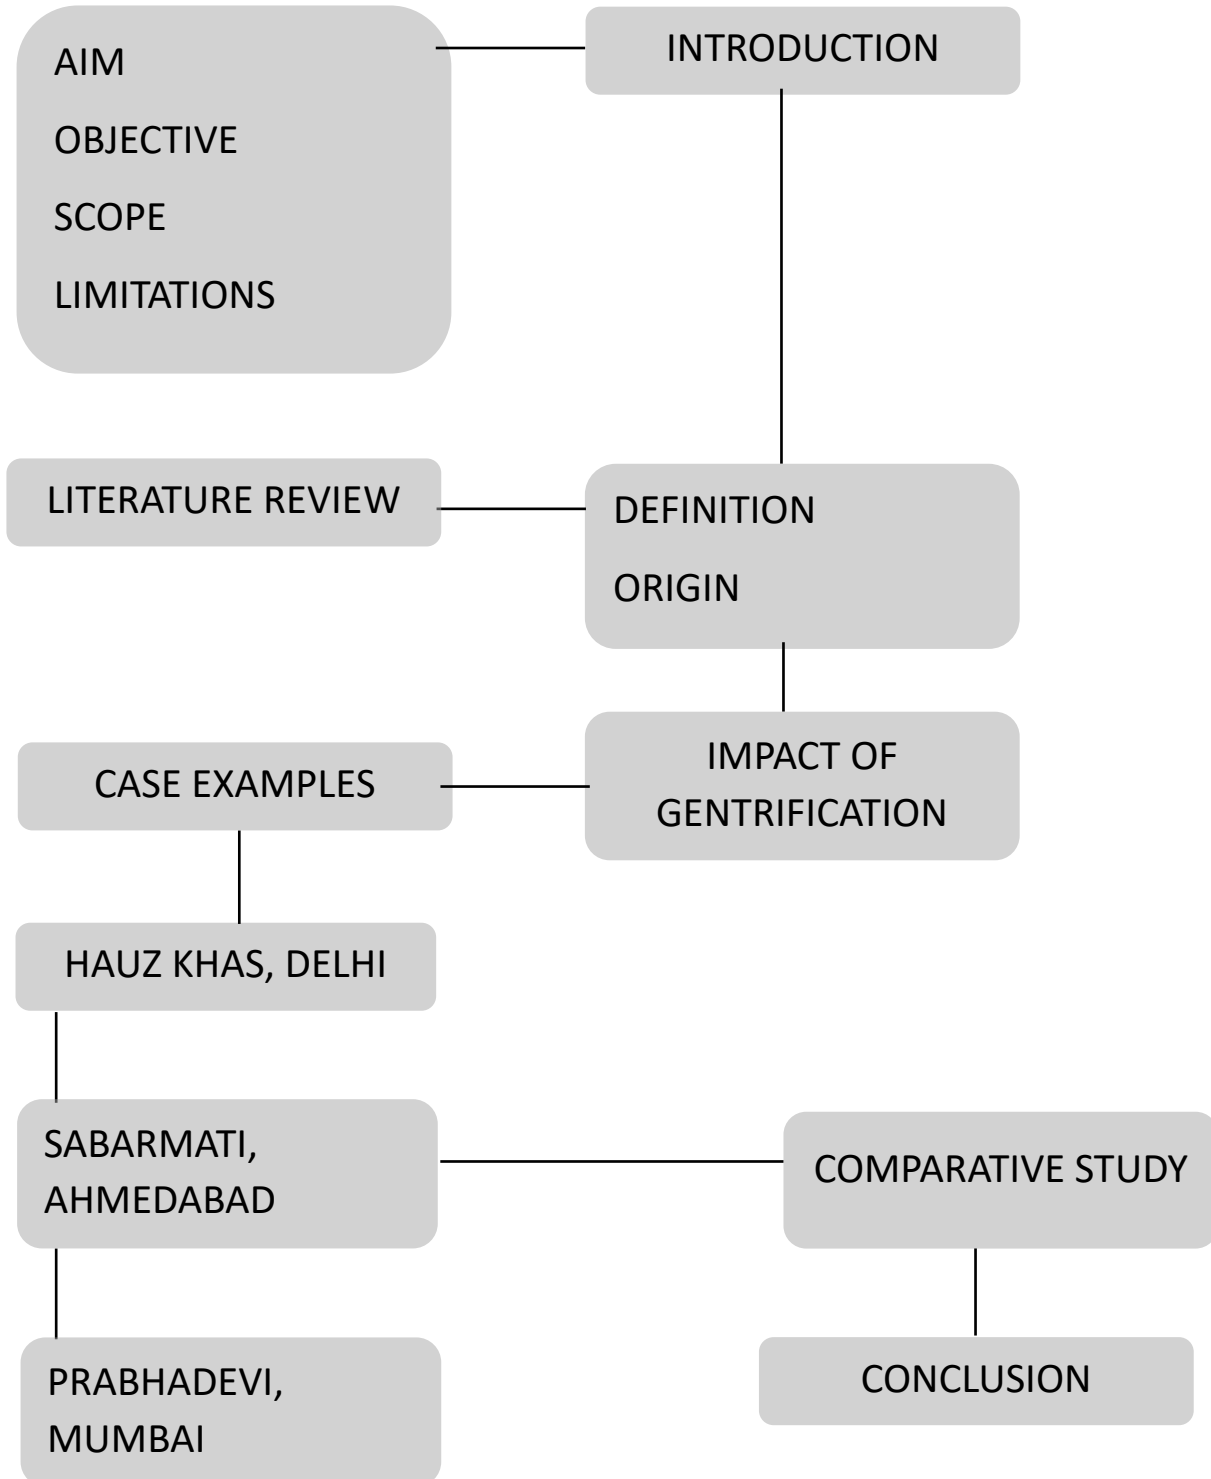 AIM
OBJECTIVE
SCOPE
LIMITATIONS
INTRODUCTION
LITERATURE REVIEW
DEFINITION
ORIGIN
CASE EXAMPLES
IMPACT OF
GENTRIFICATION
HAUZ KHAS, DELHI
SABARMATI,
AHMEDABAD
COMPARATIVE STUDY
PRABHADEVI,
MUMBAI
CONCLUSION